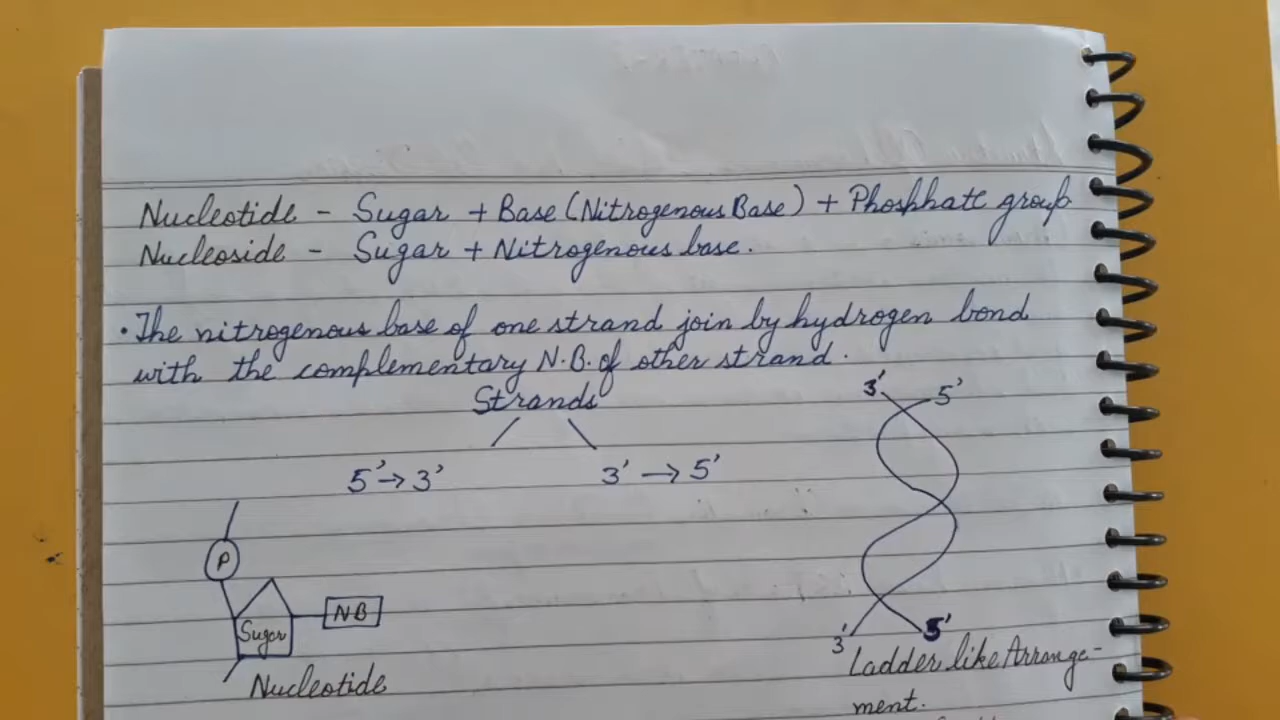 Nucleotide - Sugar + Base (Nitrogenous Base) + Phosphate group
Nucleoside - Sugar + Nitrogenous base.
• The nitrogenous base of one strand join by hydrogen bond
with the complementary N.B. of other strand.
Strands
5' → 3' 3' → 5'
3' 5'
P
Sugar NB
Nucleotide
3' 5'
Ladder like Arrange-
ment.